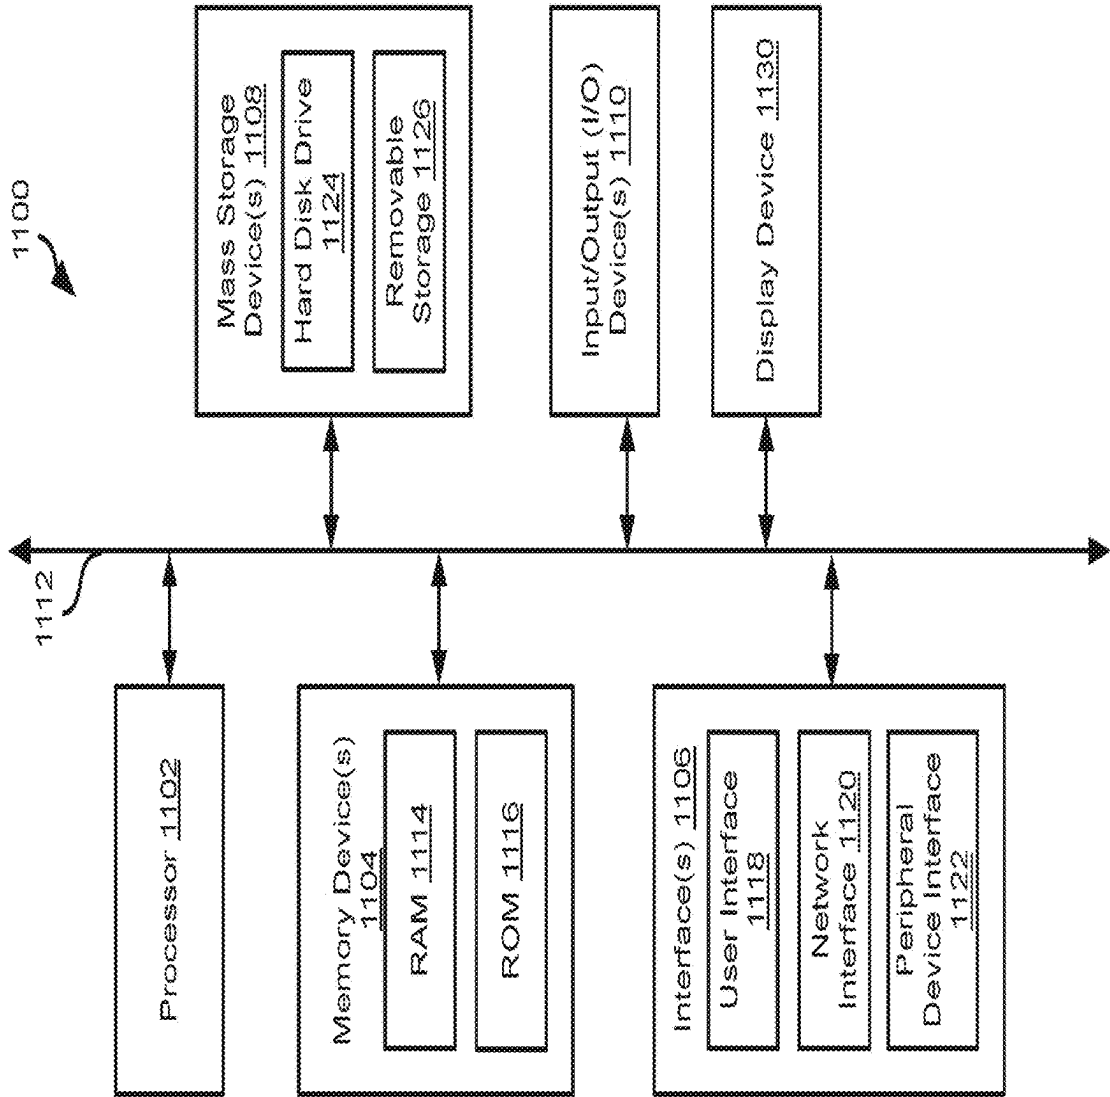 1100
1112
Processor 1102
Memory Device(s)
1104
RAM 1114
ROM 1116
Interface(s) 1106
User Interface
1118
Network
Interface 1120
Peripheral
Device Interface
1122
Mass Storage
Device(s) 1108
Hard Disk Drive
1124
Removable
Storage 1126
Input/Output (I/O)
Device(s) 1110
Display Device 1130